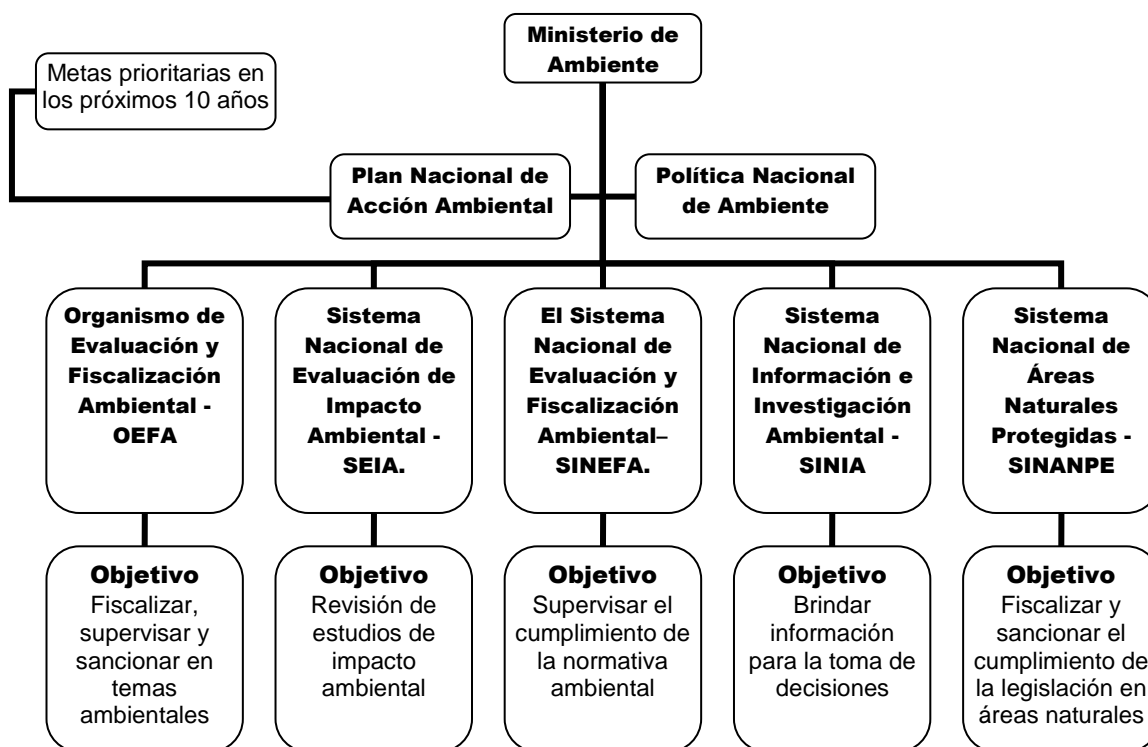 Ministerio de
Ambiente
Metas prioritarias en
los próximos 10 años
Plan Nacional de
Acción Ambiental
Política Nacional
de Ambiente
Organismo de
Evaluación y
Fiscalización
Ambiental -
OEFA
Sistema
Nacional de
Evaluación de
Impacto
Ambiental -
SEIA.
El Sistema
Nacional de
Evaluación y
Fiscalización
Ambiental–
SINEFA.
Sistema
Nacional de
Información e
Investigación
Ambiental -
SINIA
Sistema
Nacional de
Áreas
Naturales
Protegidas -
SINANPE
Objetivo
Fiscalizar,
supervisar y
sancionar en
temas
ambientales
Objetivo
Revisión de
estudios de
impacto
ambiental
Objetivo
Supervisar el
cumplimiento de
la normativa
ambiental
Objetivo
Brindar
información
para la toma de
decisiones
Objetivo
Fiscalizar y
sancionar el
cumplimiento de
la legislación en
áreas naturales